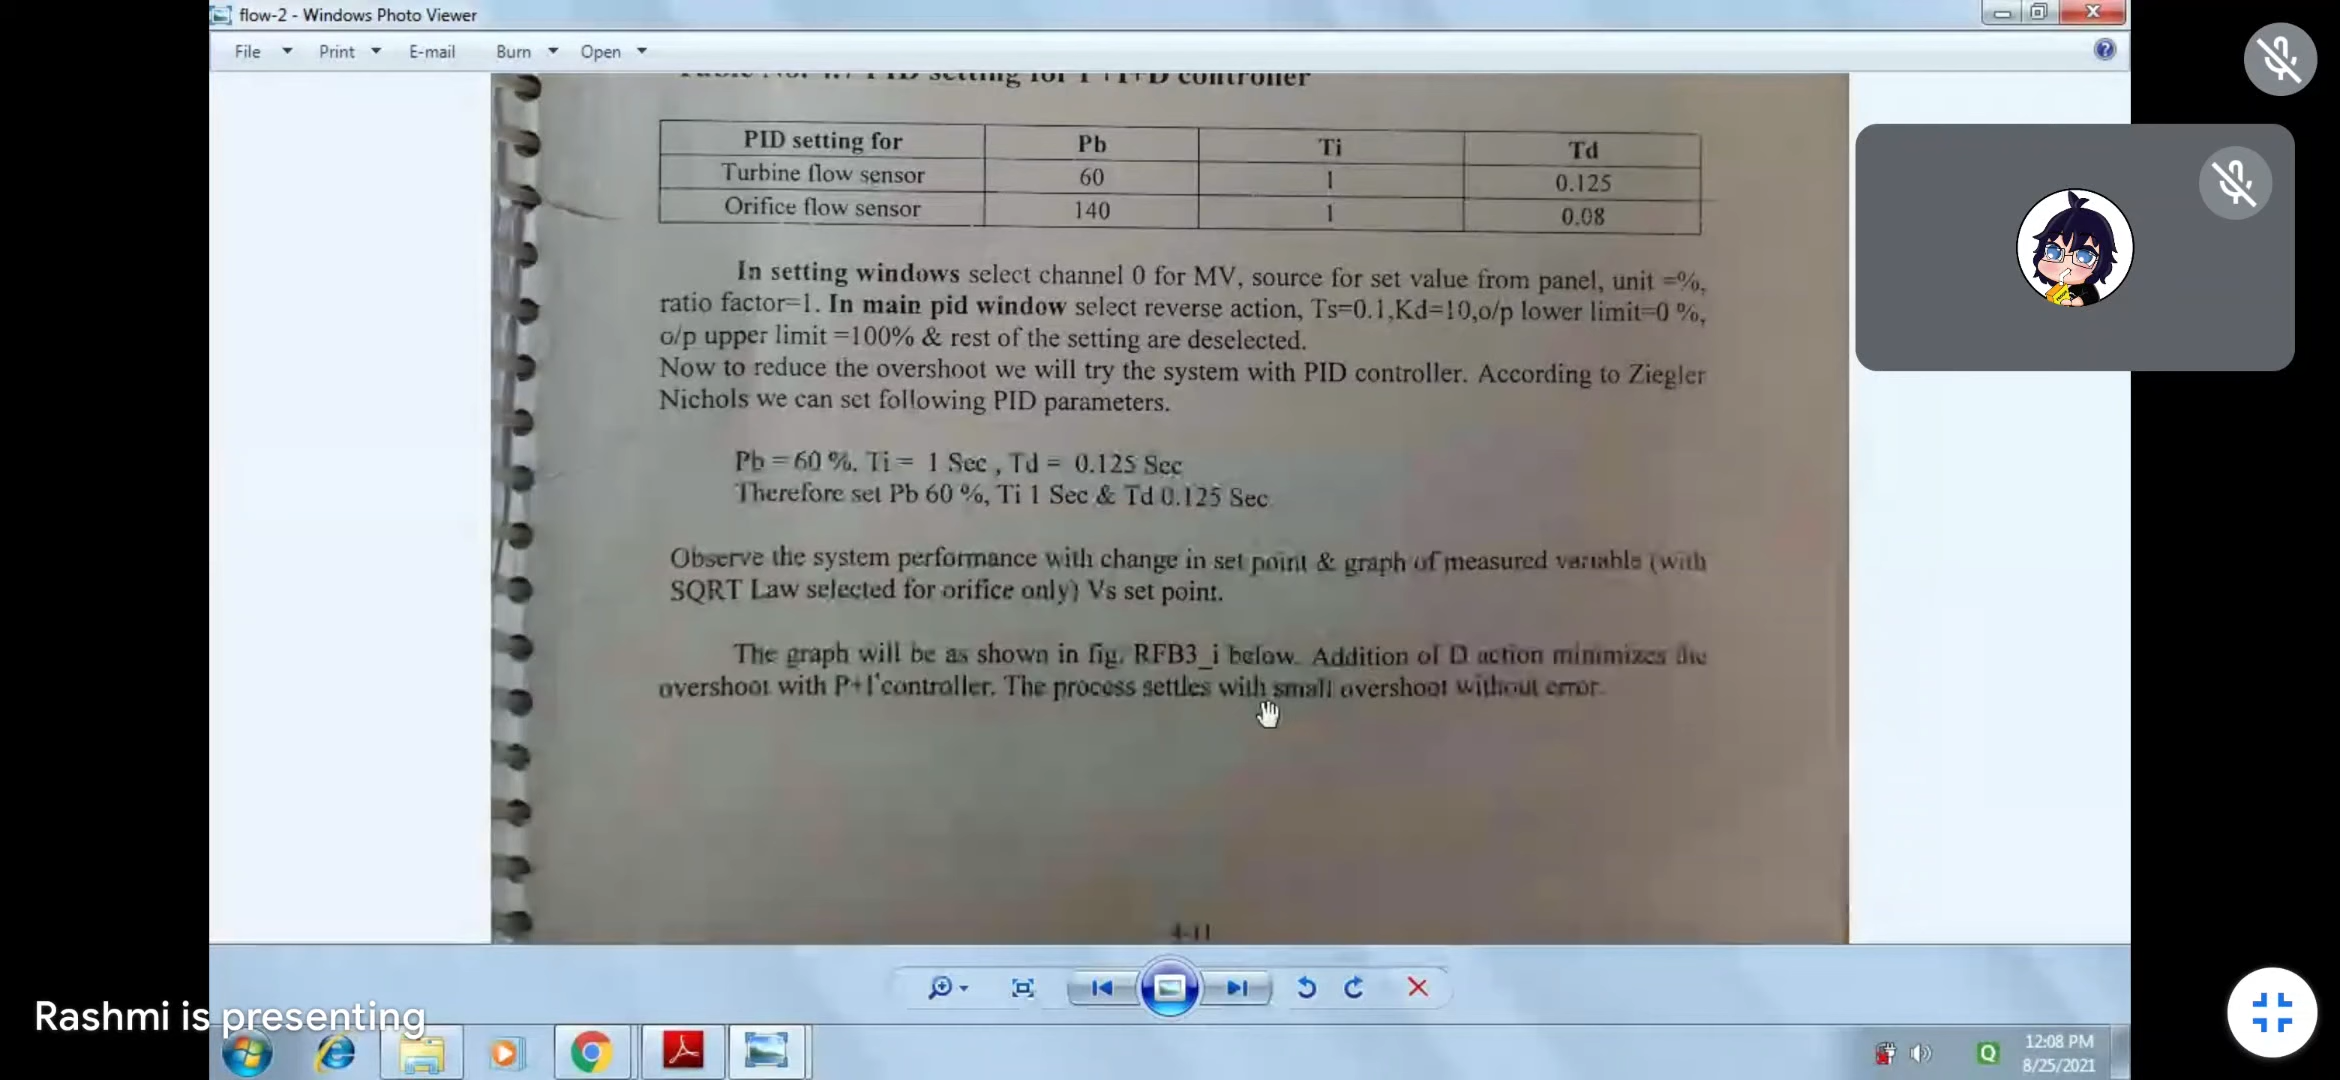 flow-2 - Windows Photo Viewer
File Print E-mail Burn Open
Table No. 4.7 PID setting for P+I+D controller
PID setting for Pb Ti Td
Turbine flow sensor 60 1 0.125
Orifice flow sensor 140 1 0.08
In setting windows select channel 0 for MV, source for set value from panel, unit =%,
ratio factor=1. In main pid window select reverse action, Ts=0.1,Kd=10,o/p lower limit=0 %,
o/p upper limit =100% & rest of the setting are deselected.
Now to reduce the overshoot we will try the system with PID controller. According to Ziegler
Nichols we can set following PID parameters.
Pb = 60 %, Ti = 1 Sec , Td = 0.125 Sec
Therefore set Pb 60 %, Ti 1 Sec & Td 0.125 Sec
Observe the system performance with change in set point & graph of measured variable (with
SQRT Law selected for orifice only) Vs set point.
The graph will be as shown in fig. RFB3_i below. Addition of D action minimizes the
overshoot with P+I controller. The process settles with small overshoot without error.
4-11
Rashmi is presenting
Q
12:08 PM
8/25/2021